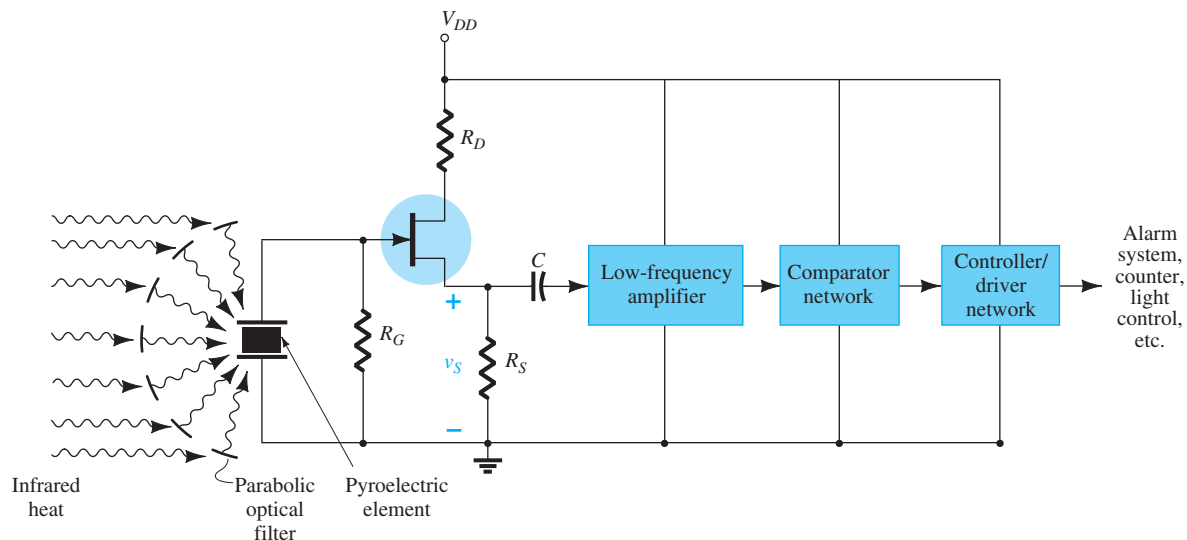 V_DD
R_D
C
Low-frequency
amplifier
Comparator
network
Controller/
driver
network
Alarm
system,
counter,
light
control,
etc.
R_G
+
v_S
–
R_S
Infrared
heat
Parabolic
optical
filter
Pyroelectric
element